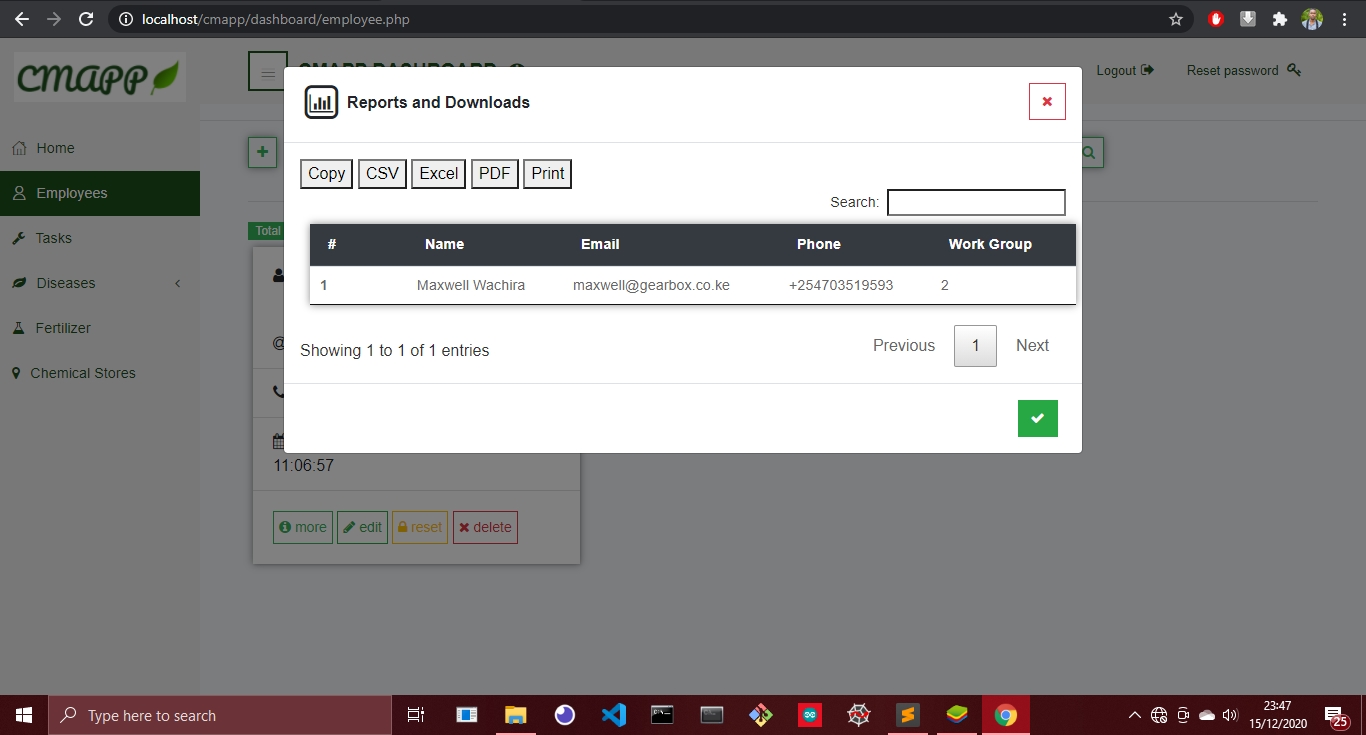 localhost/cmapp/dashboard/employee.php
cmapp
CMAPP DASHBOARD
Logout
Reset password
Home
Employees
Tasks
Diseases
Fertilizer
Chemical Stores
Total
Reports and Downloads
Copy CSV Excel PDF Print
Search:
# Name Email Phone Work Group
1 Maxwell Wachira maxwell@gearbox.co.ke +254703519593 2
Showing 1 to 1 of 1 entries
Previous 1 Next
@
11:06:57
more edit reset delete
Type here to search
23:47
15/12/2020
25